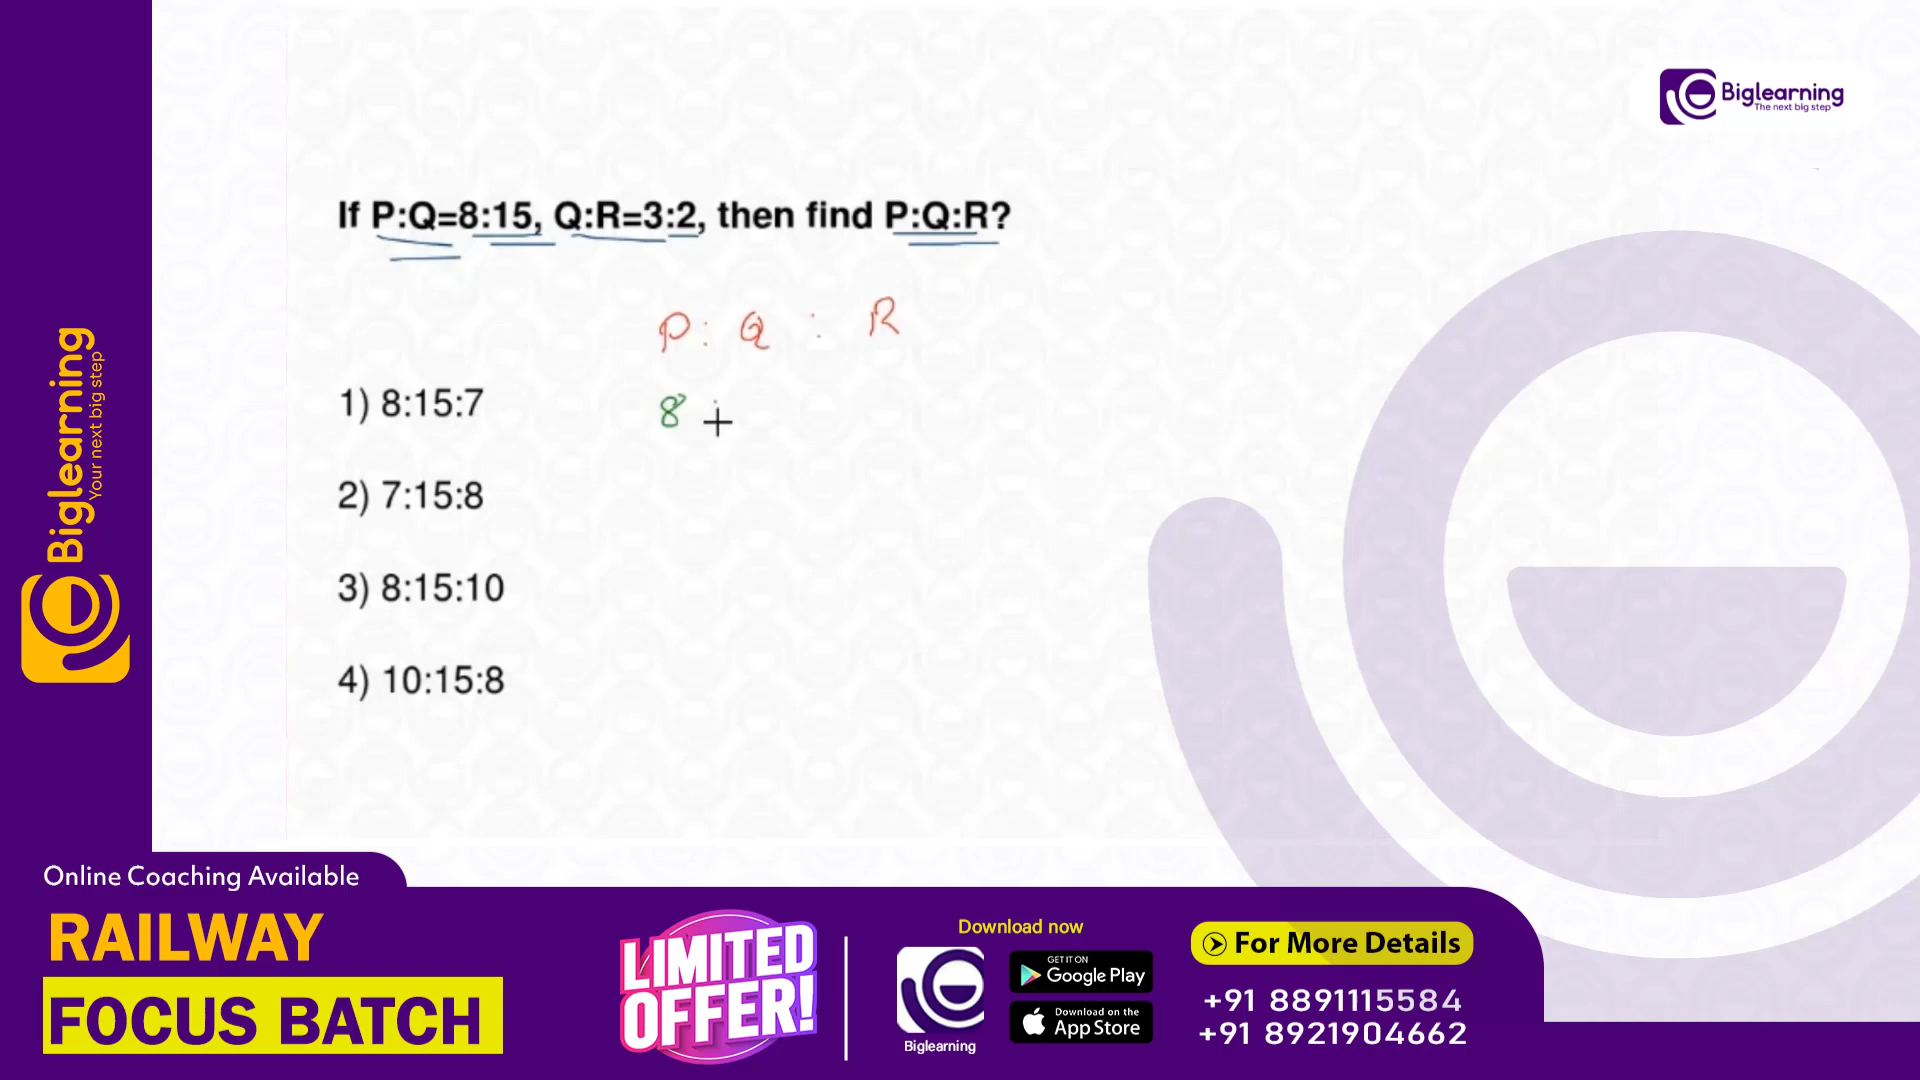 Biglearning
The next big step
If P:Q=8:15, Q:R=3:2, then find P:Q:R?
P : Q : R
1) 8:15:7
8
2) 7:15:8
3) 8:15:10
4) 10:15:8
Biglearning
Your next big step
Online Coaching Available
RAILWAY
FOCUS BATCH
LIMITED
OFFER!
Download now
Biglearning
GET IT ON
Google Play
Download on the
App Store
For More Details
+91 8891115584
+91 8921904662